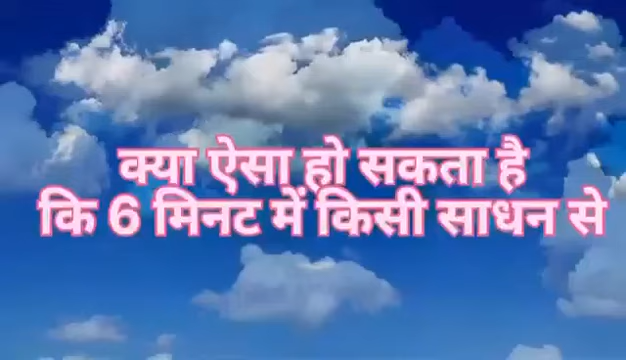 क्या ऐसा हो सकता है
कि 6 मिनट में किसी साधन से